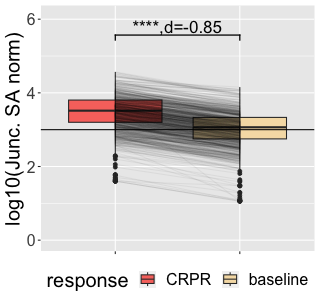 ****,d=-0.85
log10(Junc. SA norm)
6
4
2
0
response CRPR baseline